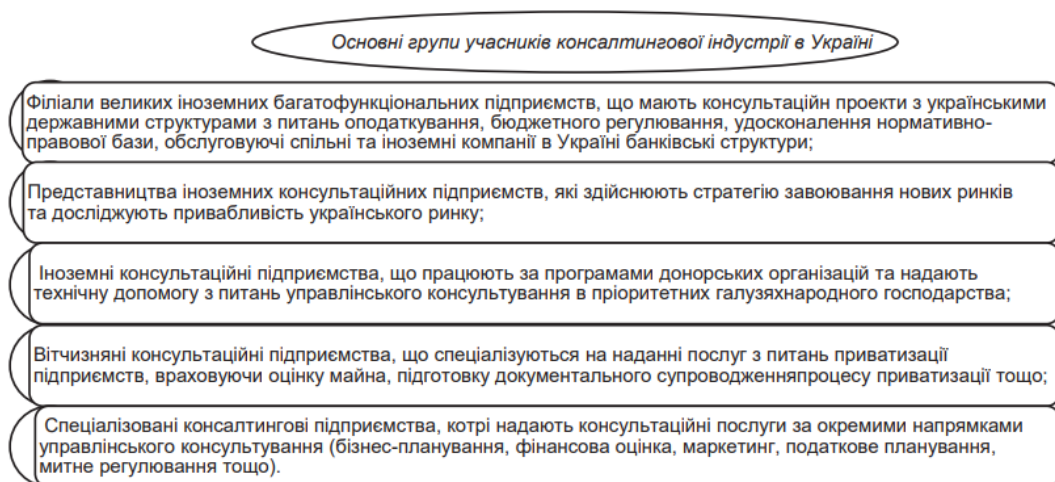 Основні групи учасників консалтингової індустрії в Україні
Філіали великих іноземних багатофункціональних підприємств, що мають консультаційн проекти з українськими
державними структурами з питань оподаткування, бюджетного регулювання, удосконалення нормативно-
правової бази, обслуговуючі спільні та іноземні компанії в Україні банківські структури;
Представництва іноземних консультаційних підприємств, які здійснюють стратегію завоювання нових ринків
та досліджують привабливість українського ринку;
Іноземні консультаційні підприємства, що працюють за програмами донорських організацій та надають
технічну допомогу з питань управлінського консультування в пріоритетних галузяхнародного господарства;
Вітчизняні консультаційні підприємства, що спеціалізуються на наданні послуг з питань приватизації
підприємств, враховуючи оцінку майна, підготовку документального супроводженняпроцесу приватизації тощо;
Спеціалізовані консалтингові підприємства, котрі надають консультаційні послуги за окремими напрямками
управлінського консультування (бізнес-планування, фінансова оцінка, маркетинг, податкове планування,
митне регулювання тощо).